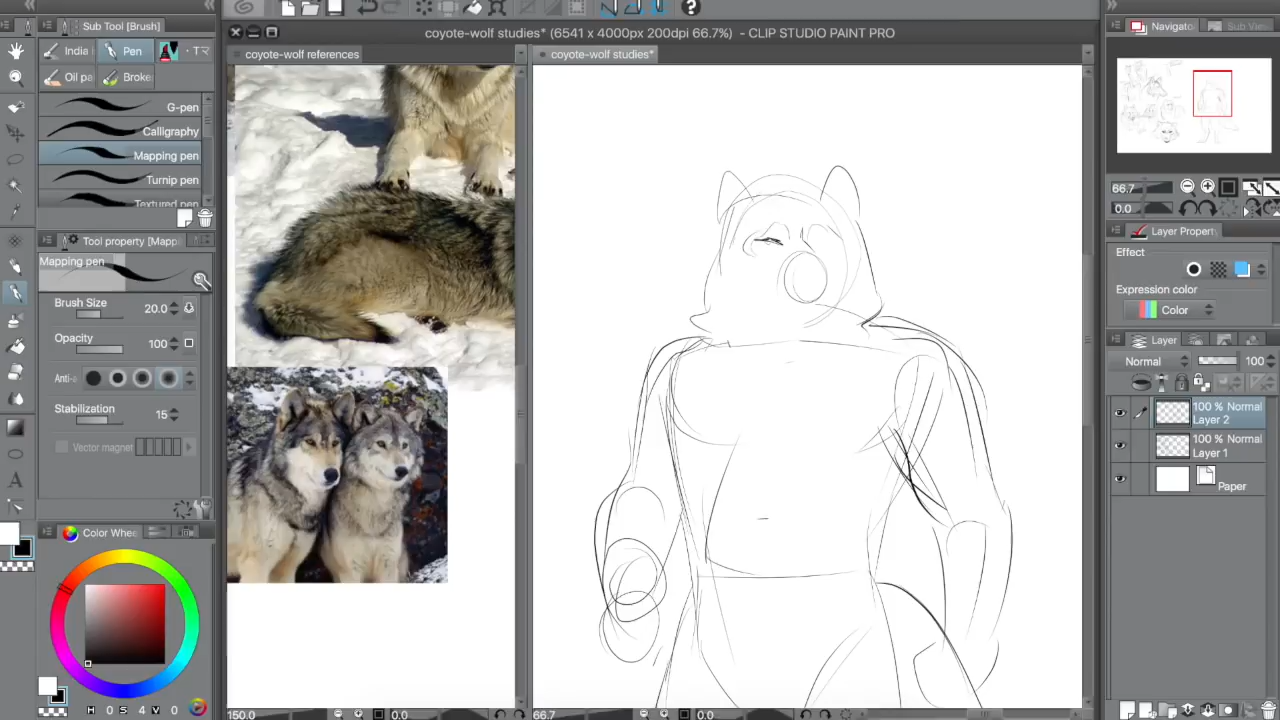 coyote-wolf studies* (6541 x 4000px 200dpi 66.7%) - CLIP STUDIO PAINT PRO
Sub Tool [Brush]
Pen
Oil pa
Broke
G-pen
Calligraphy
Mapping pen
Turnip pen
Textured pen
Tool property [Mapp
Mapping pen
Brush Size
20.0
Opacity
100
Anti-a
Stabilization
15
Vector magnet
Color Whee
H 0 S 4 V 0
coyote-wolf references
coyote-wolf studies*
150.0
0.0
66.7
0.0
Navigato
Sub View
66.7
0.0
Layer Propert
Effect
Expression color
Color
Layer
Normal
100
100 % Normal
Layer 2
100 % Normal
Layer 1
Paper